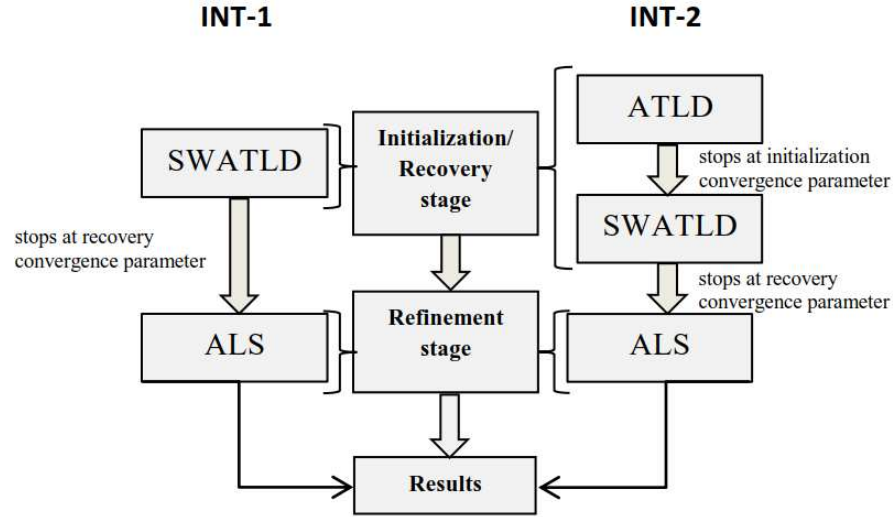 INT-1
INT-2
ATLD
Initialization/
Recovery
stage
SWATLD
stops at initialization
convergence parameter
SWATLD
stops at recovery
convergence parameter
stops at recovery
convergence parameter
Refinement
stage
ALS
ALS
Results